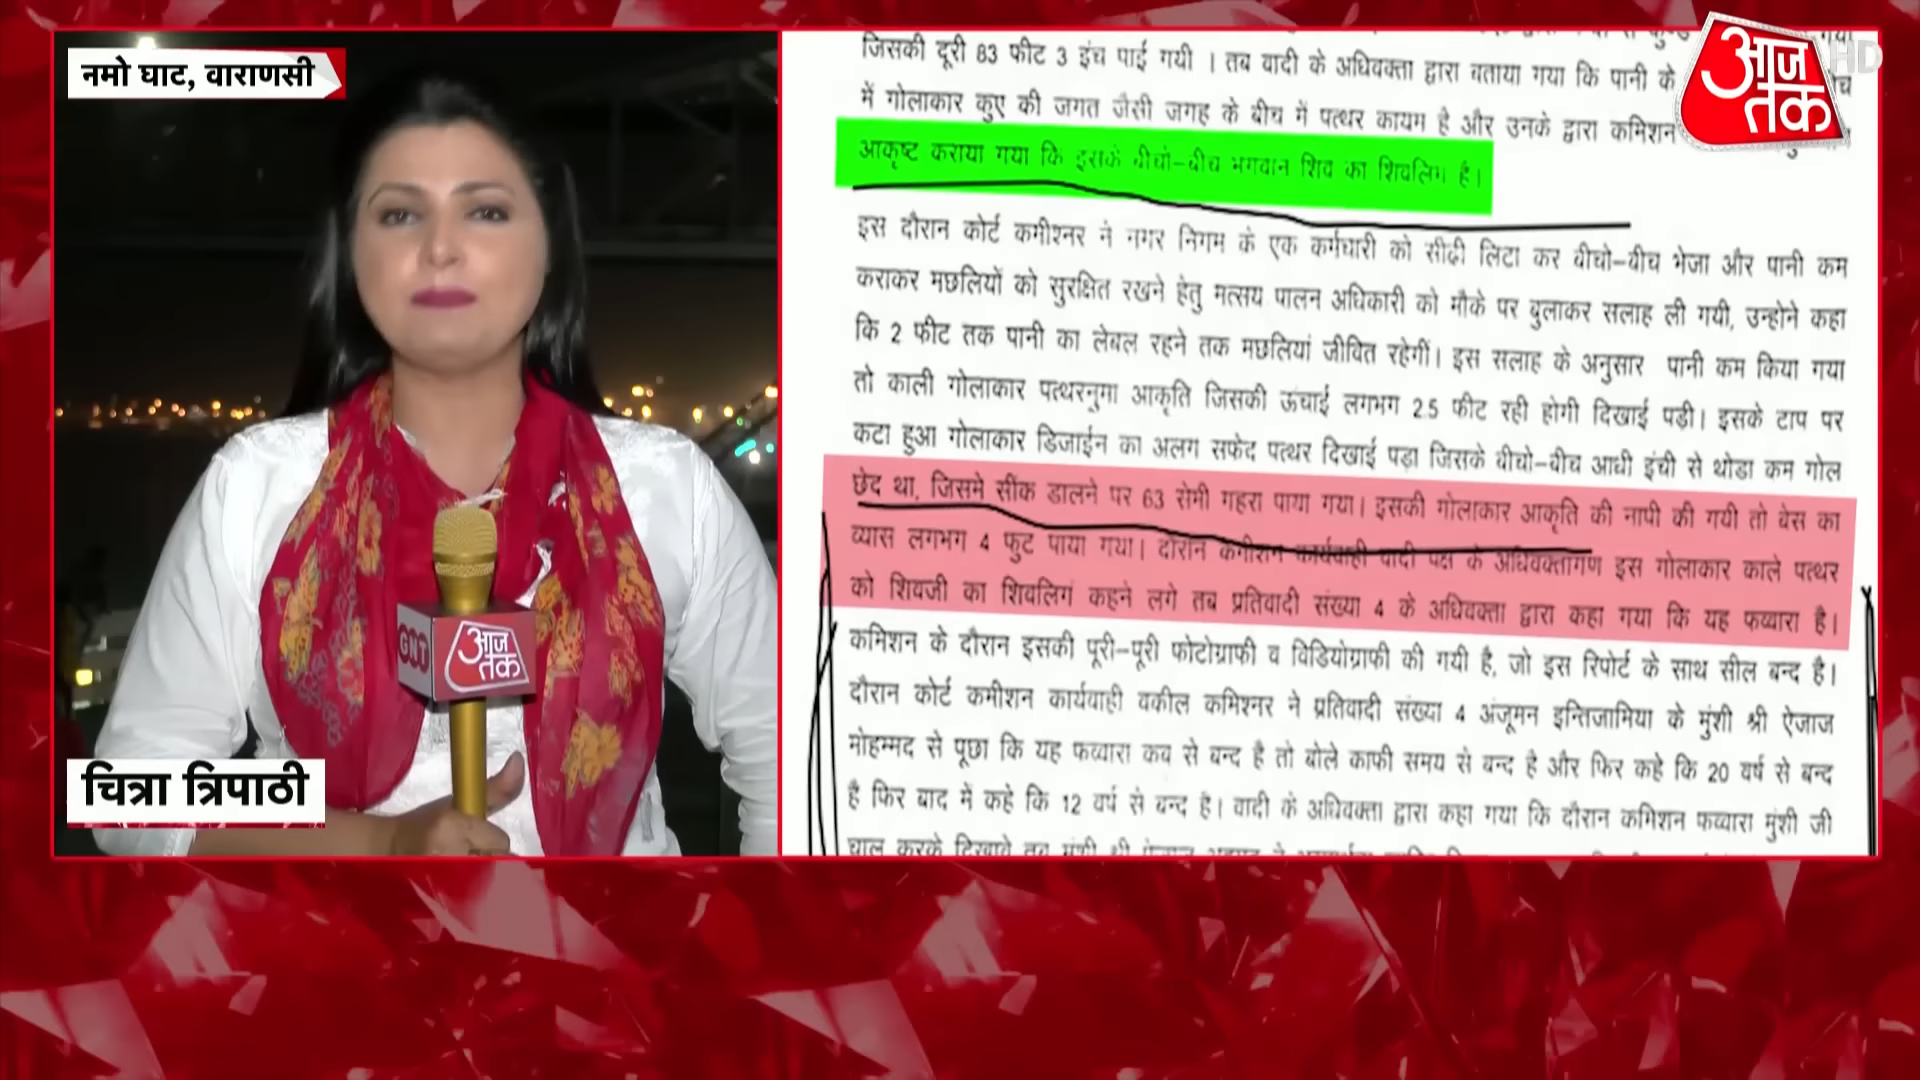 नमो घाट, वाराणसी
आज
तक
HD
GNT
आज
तक
चित्रा त्रिपाठी
जिसकी दूरी 83 फीट 3 इंच पाई गयी । तब वादी के अधिवक्ता द्वारा बताया गया कि पानी के
में गोलाकार कुए की जगत जैसी जगह के बीच में पत्थर कायम है और उनके द्वारा कमिशन
आकृष्ट कराया गया कि इसके बीचो-बीच भगवान शिव का शिवलिंग है।
इस दौरान कोर्ट कमीश्नर ने नगर निगम के एक कर्मचारी को सीढी लिटा कर बीचो-बीच भेजा और पानी कम
कराकर मछलियों को सुरक्षित रखने हेतु मत्सय पालन अधिकारी को मौके पर बुलाकर सलाह ली गयी, उन्होने कहा
कि 2 फीट तक पानी का लेबल रहने तक मछलियां जीवित रहेगीं। इस सलाह के अनुसार पानी कम किया गया
तो काली गोलाकार पत्थरनुमा आकृति जिसकी ऊंचाई लगभग 2.5 फीट रही होगी दिखाई पड़ी। इसके टाप पर
कटा हुआ गोलाकार डिजाईन का अलग सफेद पत्थर दिखाई पड़ा जिसके बीचो-बीच आधी इंची से थोडा कम गोल
छेद था, जिसमे सींक डालने पर 63 सेमी गहरा पाया गया। इसकी गोलाकार आकृति की नापी की गयी तो बेस का
व्यास लगभग 4 फुट पाया गया। दौरान कमीशन कार्यवाही वादी पक्ष के अधिवक्तागण इस गोलाकार काले पत्थर
को शिवजी का शिवलिगं कहने लगे तब प्रतिवादी संख्या 4 के अधिवक्ता द्वारा कहा गया कि यह फव्वारा है।
कमिशन के दौरान इसकी पूरी-पूरी फोटोग्राफी व विडियोग्राफी की गयी है, जो इस रिपोर्ट के साथ सील बन्द है।
दौरान कोर्ट कमीशन कार्यवाही वकील कमिश्नर ने प्रतिवादी संख्या 4 अंजूमन इन्तिजामिया के मुंशी श्री ऐजाज
मोहम्मद से पूछा कि यह फव्वारा कब से बन्द है तो बोले काफी समय से बन्द है और फिर कहे कि 20 वर्ष से बन्द
है फिर बाद में कहे कि 12 वर्ष से बन्द है। वादी के अधिवक्ता द्वारा कहा गया कि दौरान कमिशन फव्वारा मुंशी जी